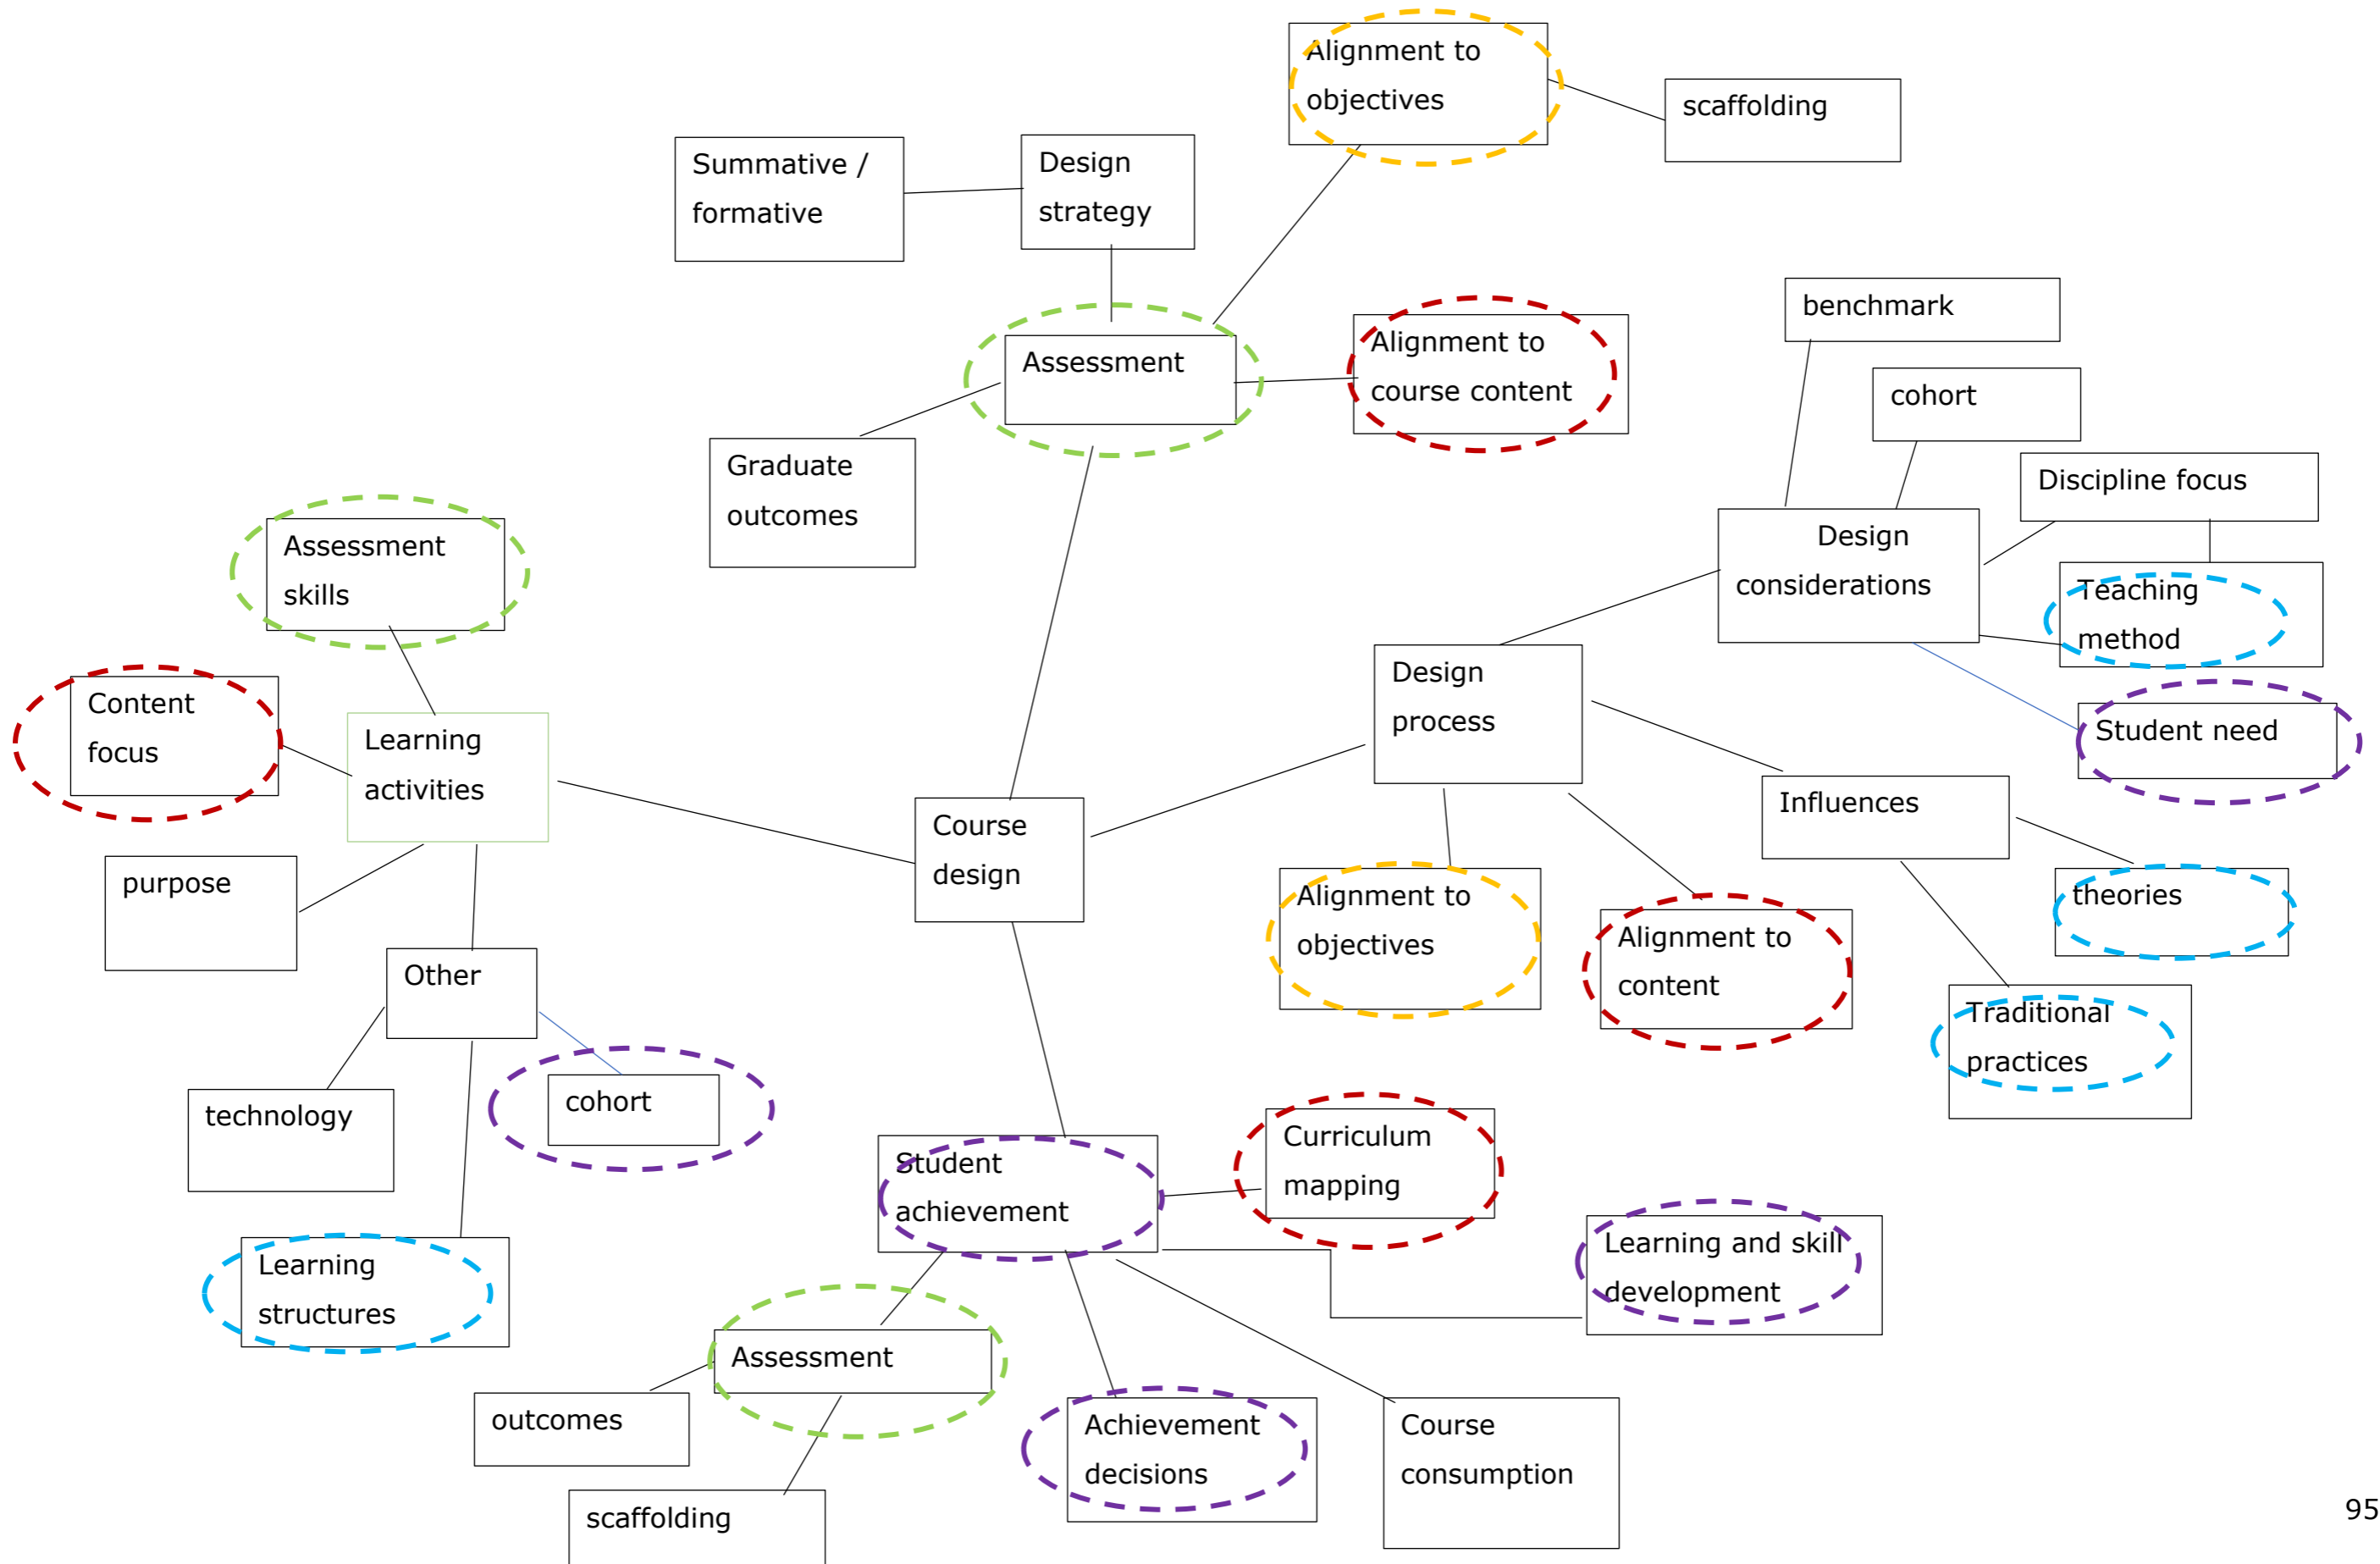 Alignment to
objectives
scaffolding
Summative /
formative
Design
strategy
benchmark
Assessment
Alignment to
course content
cohort
Graduate
outcomes
Discipline focus
Design
considerations
Assessment
skills
Teaching
method
Content
focus
Learning
activities
Design
process
Student need
Influences
Course
design
purpose
Alignment to
objectives
Alignment to
content
theories
Other
Traditional
practices
technology
cohort
Student
achievement
Curriculum
mapping
Learning and skill
development
Learning
structures
Assessment
outcomes
Achievement
decisions
Course
consumption
scaffolding
95